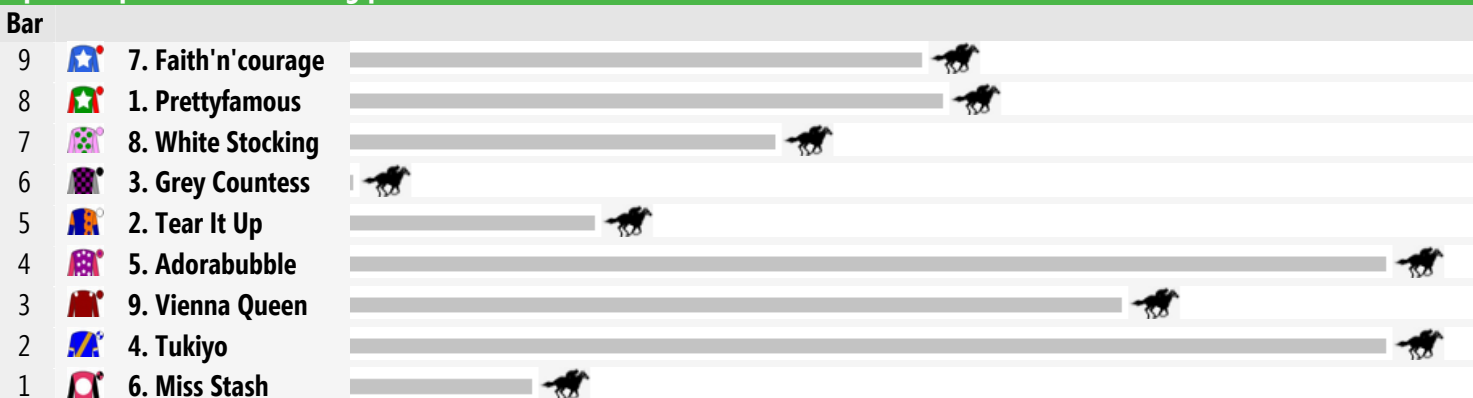 Bar
9 7. Faith'n'courage
8 1. Prettyfamous
7 8. White Stocking
6 3. Grey Countess
5 2. Tear It Up
4 5. Adorabubble
3 9. Vienna Queen
2 4. Tukiyo
1 6. Miss Stash